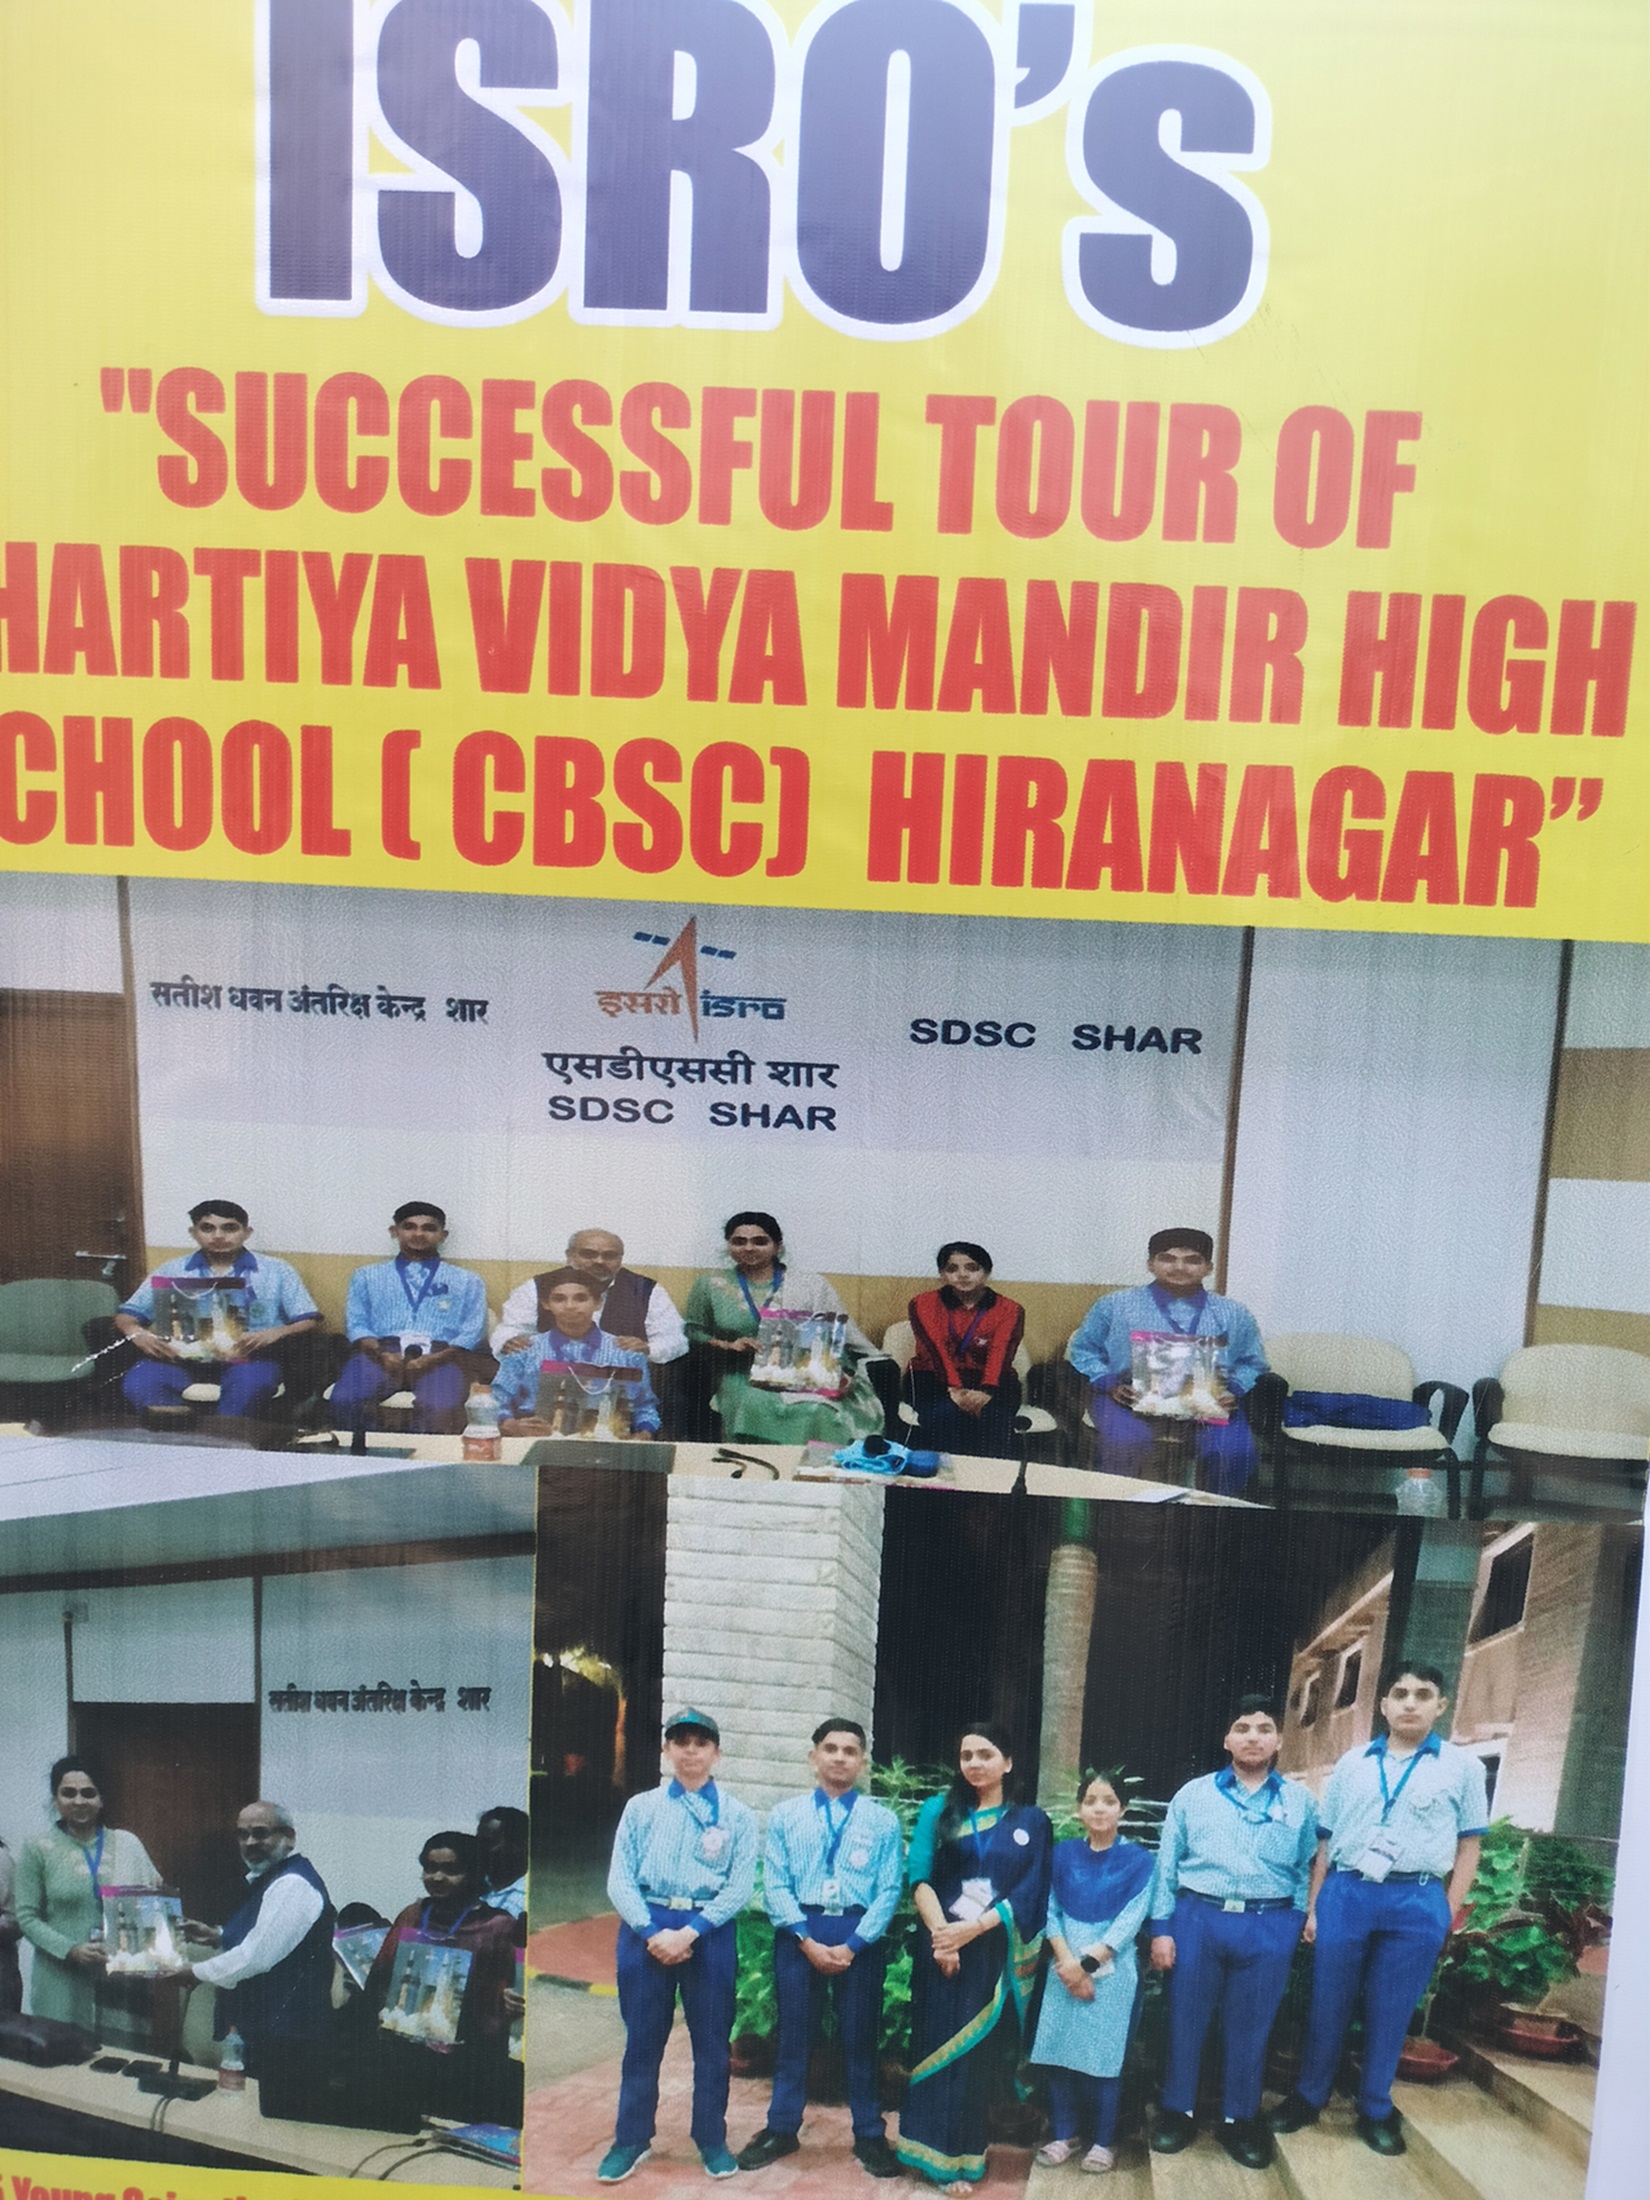 ISRO's
"SUCCESSFUL TOUR OF
HARTIYA VIDYA MANDIR HIGH
CHOOL ( CBSC) HIRANAGAR”
सतीश धवन अंतरिक्ष केन्द्र शार
इसरो isro
SDSC SHAR
एसडीएससी शार
SDSC SHAR
सतीश धवन अंतरिक्ष केन्द्र शार
Young